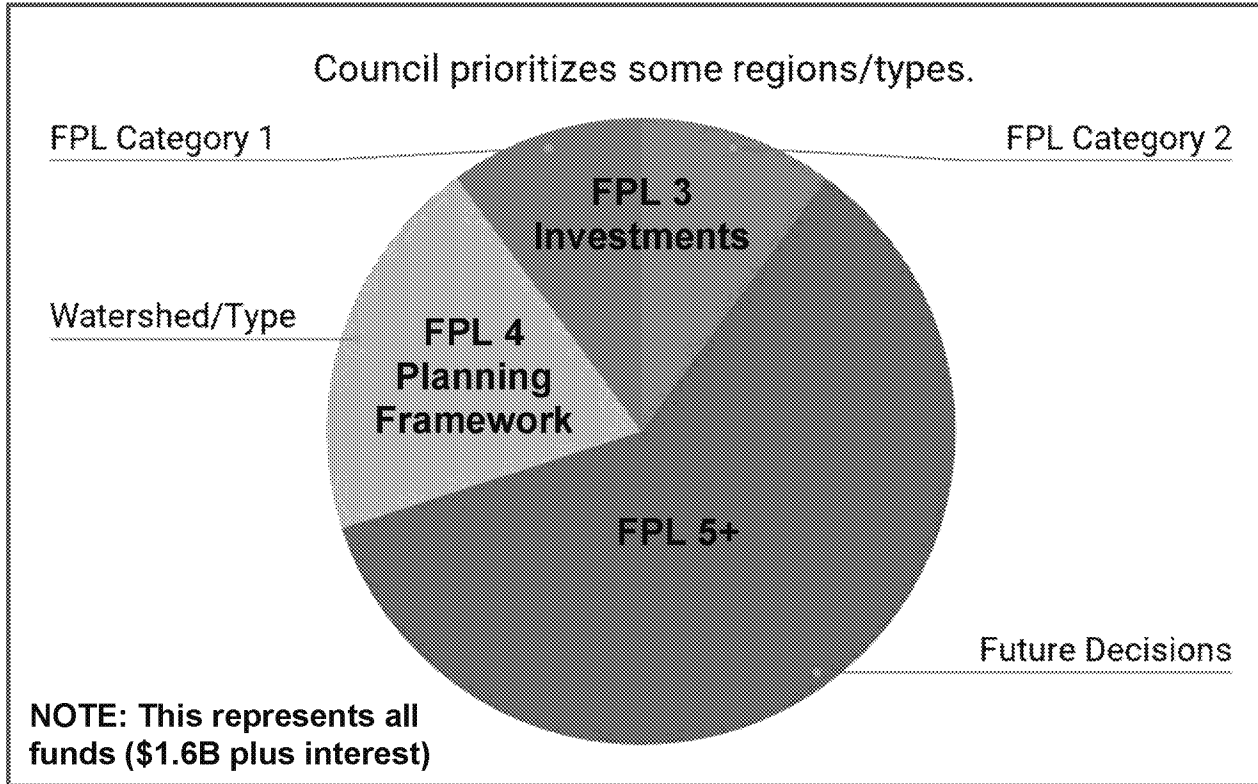 Council prioritizes some regions/types.
FPL Category 1
FPL Category 2
FPL 3
Investments
Watershed/Type
FPL 4
Planning
Framework
FPL 5+
Future Decisions
NOTE: This represents all
funds ($1.6B plus interest)